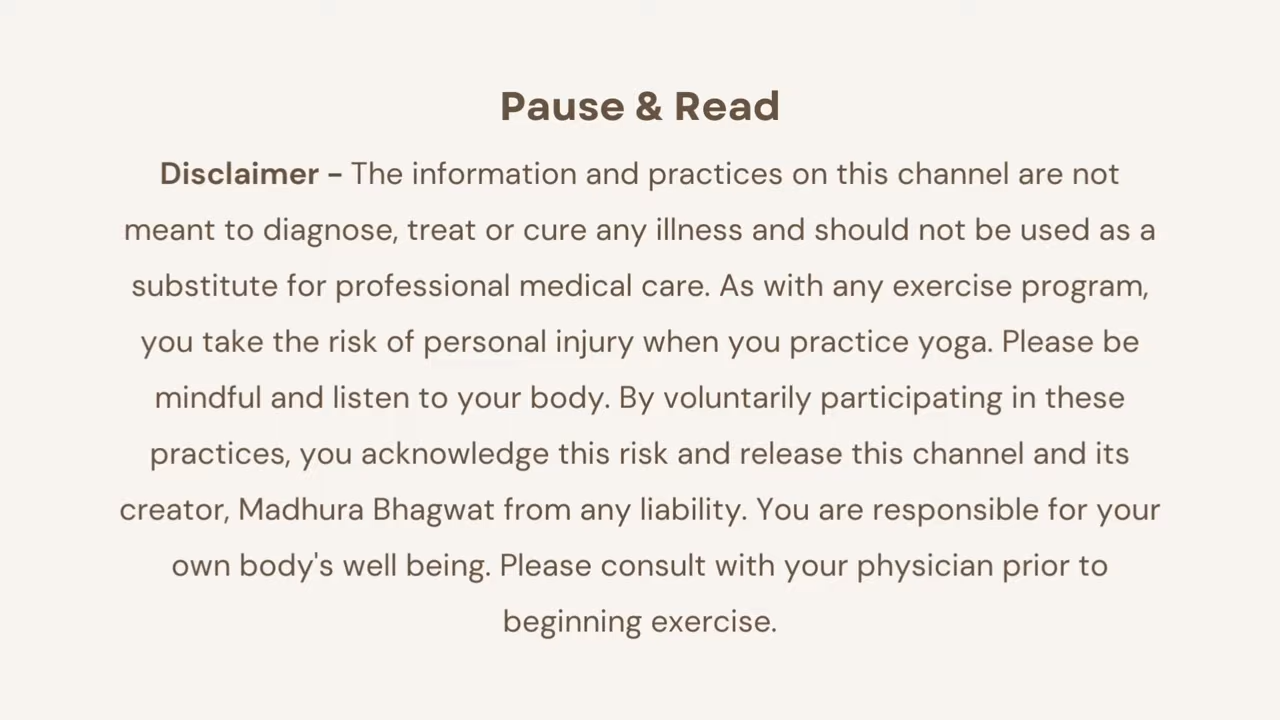 Pause & Read
Disclaimer - The information and practices on this channel are not
meant to diagnose, treat or cure any illness and should not be used as a
substitute for professional medical care. As with any exercise program,
you take the risk of personal injury when you practice yoga. Please be
mindful and listen to your body. By voluntarily participating in these
practices, you acknowledge this risk and release this channel and its
creator, Madhura Bhagwat from any liability. You are responsible for your
own body's well being. Please consult with your physician prior to
beginning exercise.